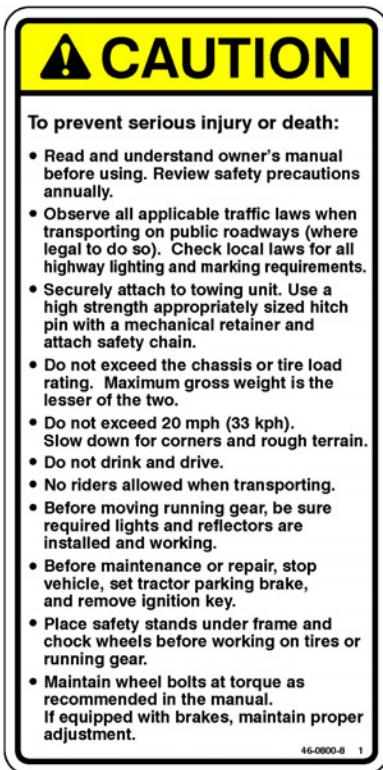 CAUTION
To prevent serious injury or death:
• Read and understand owner's manual
before using. Review safety precautions
annually.
• Observe all applicable traffic laws when
transporting on public roadways (where
legal to do so). Check local laws for all
highway lighting and marking requirements.
• Securely attach to towing unit. Use a
high strength appropriately sized hitch
pin with a mechanical retainer and
attach safety chain.
• Do not exceed the chassis or tire load
rating. Maximum gross weight is the
lesser of the two.
• Do not exceed 20 mph (33 kph).
Slow down for corners and rough terrain.
• Do not drink and drive.
• No riders allowed when transporting.
• Before moving running gear, be sure
required lights and reflectors are
installed and working.
• Before maintenance or repair, stop
vehicle, set tractor parking brake,
and remove ignition key.
• Place safety stands under frame and
chock wheels before working on tires or
running gear.
• Maintain wheel bolts at torque as
recommended in the manual.
If equipped with brakes, maintain proper
adjustment.
46-0800-8 1